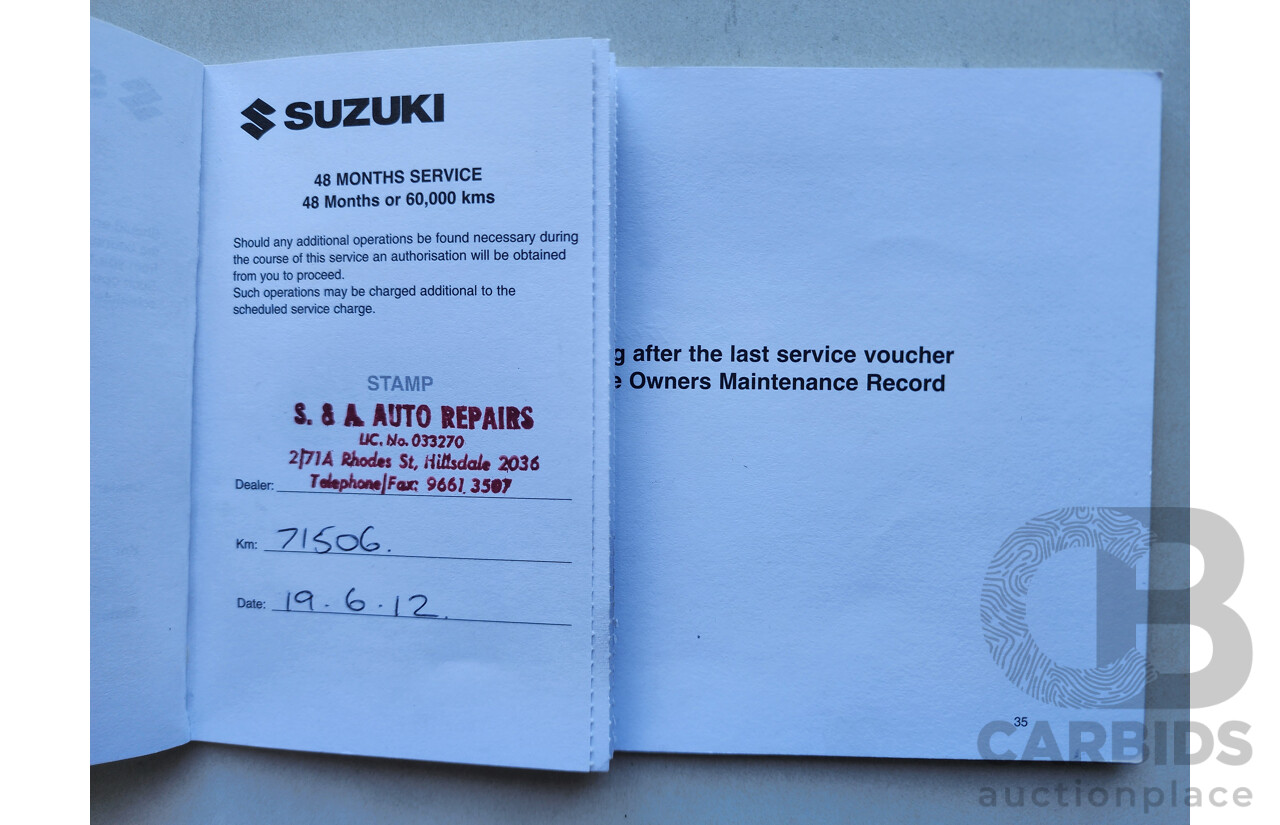 SUZUKI
48 MONTHS SERVICE
48 Months or 60,000 kms
Should any additional operations be found necessary during
the course of this service an authorisation will be obtained
from you to proceed.
Such operations may be charged additional to the
scheduled service charge.
STAMP
S. & A. AUTO REPAIRS
LIC. No. 033270
2/71A Rhodes St, Hillsdale 2036
Telephone/Fax: 9661 3507
Dealer:
Km: 71506.
Date: 19.6.12.
g after the last service voucher
e Owners Maintenance Record
35
CB
CARBIDS
auctionplace